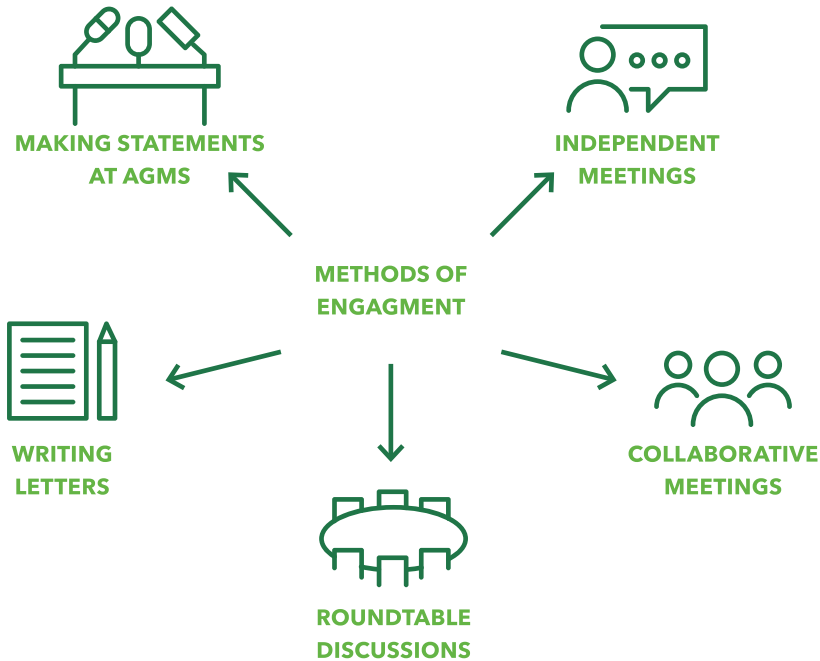 MAKING STATEMENTS
AT AGMS
INDEPENDENT
MEETINGS
METHODS OF
ENGAGMENT
WRITING
LETTERS
COLLABORATIVE
MEETINGS
ROUNDTABLE
DISCUSSIONS